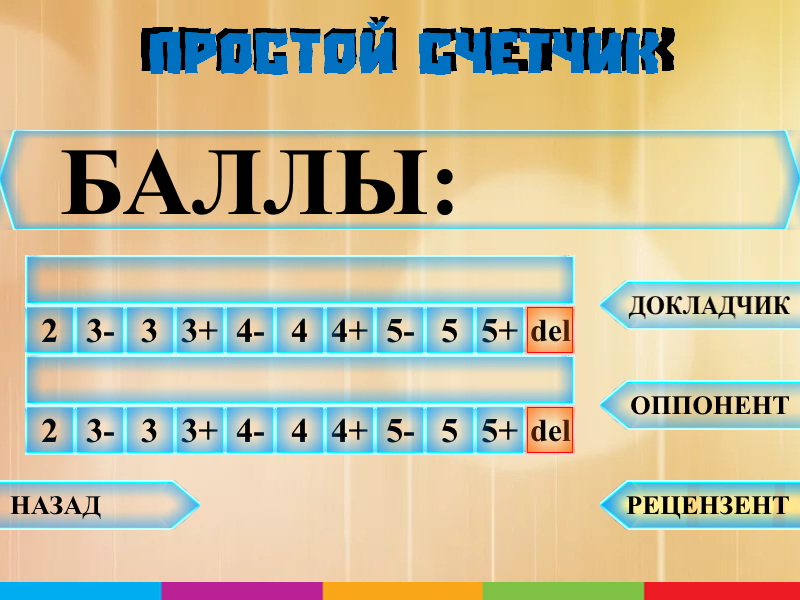 ПРОСТОЙ СЧЕТЧИК
БАЛЛЫ:
ДОКЛАДЧИК
2 3- 3 3+ 4- 4 4+ 5- 5 5+ del
ОППОНЕНТ
2 3- 3 3+ 4- 4 4+ 5- 5 5+ del
НАЗАД
РЕЦЕНЗЕНТ